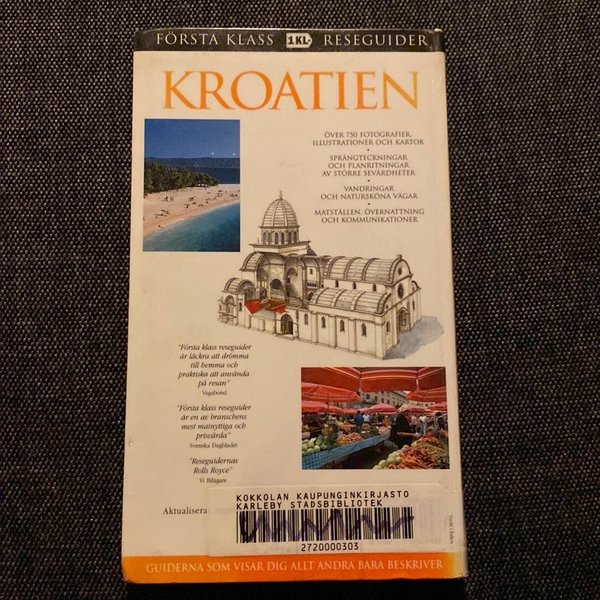 FÖRSTA KLASS 1KL RESEGUIDER
KROATIEN
ÖVER 750 FOTOGRAFIER,
ILLUSTRATIONER OCH KARTOR
•
SPRÄNGTECKNINGAR
OCH PLANRITNINGAR
AV STÖRRE SEVÄRDHETER
•
VANDRINGAR
OCH NATURSKÖNA VÄGAR
•
MATSTÄLLEN, ÖVERNATTNING
OCH KOMMUNIKATIONER
"Första klass reseguider
är läckra att drömma
till hemma och
praktiska att använda
på resan"
Vagabond
"Första klass reseguider
är en av branschens
mest matnyttiga och
prisvärda"
Svenska Dagbladet
"Reseguidernas
Rolls Royce"
Vi Bilägare
Aktualisera
KOKKOLAN KAUPUNGINKIRJASTO
KARLEBY STADSBIBLIOTEK
2720000303
GUIDERNA SOM VISAR DIG ALLT ANDRA BARA BESKRIVER